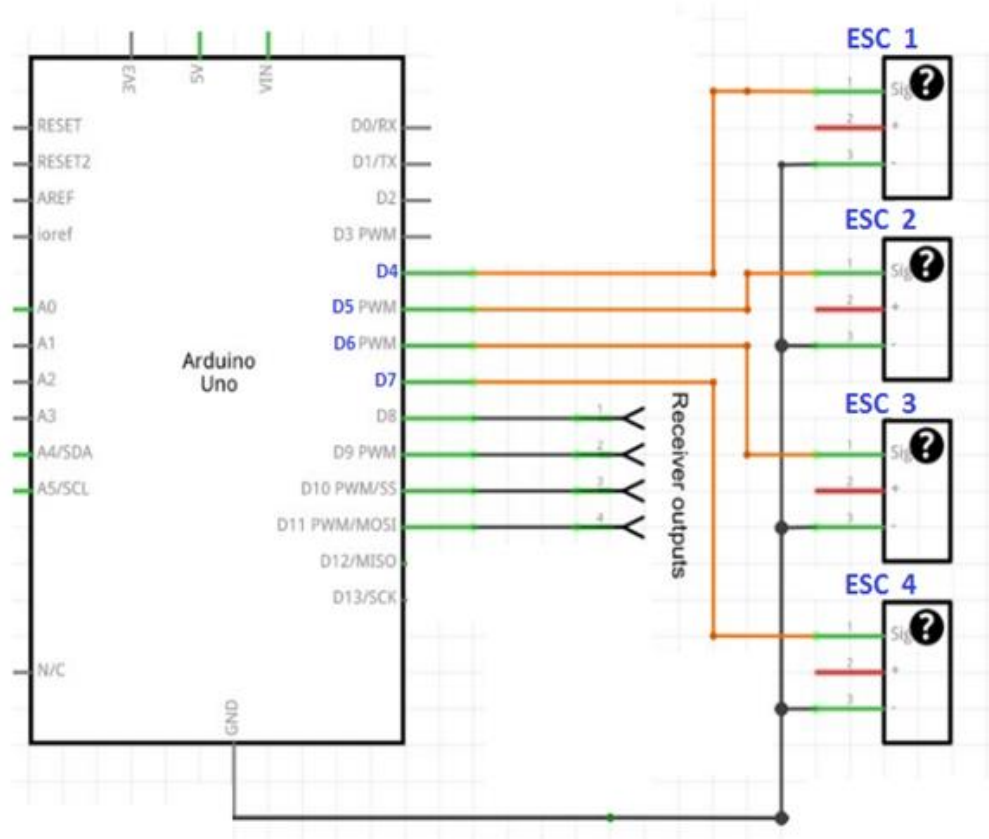 ESC 1
3V3
5V
VIN
1
Sig
?
RESET
D0/RX
2
+
RESET2
D1/TX
3
-
AREF
D2
ESC 2
ioref
D3 PWM
D4
1
Sig
?
A0
D5 PWM
2
+
A1
D6 PWM
3
-
Arduino
Uno
A2
D7
ESC 3
A3
D8
1
Receiver outputs
A4/SDA
D9 PWM
2
1
Sig
?
A5/SCL
D10 PWM/SS
3
2
+
D11 PWM/MOSI
4
3
-
D12/MISO
ESC 4
D13/SCK
1
Sig
?
N/C
2
+
GND
3
-